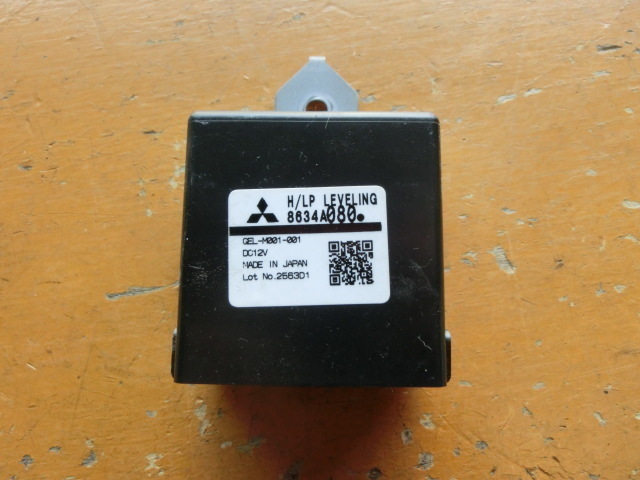 H/LP LEVELING
8634A080.
GEL-M001-001
DC12V
MADE IN JAPAN
Lot No.2563D1